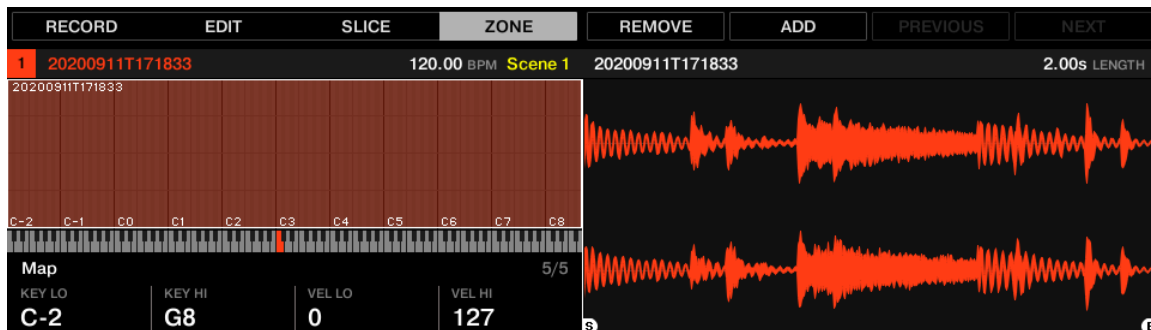 RECORD EDIT SLICE ZONE REMOVE ADD PREVIOUS NEXT
1 20200911T171833 120.00 BPM Scene 1 20200911T171833 2.00s LENGTH
20200911T171833
C-2 C-1 C0 C1 C2 C3 C4 C5 C6 C7 C8
Map 5/5
KEY LO KEY HI VEL LO VEL HI
C-2 G8 0 127
S E